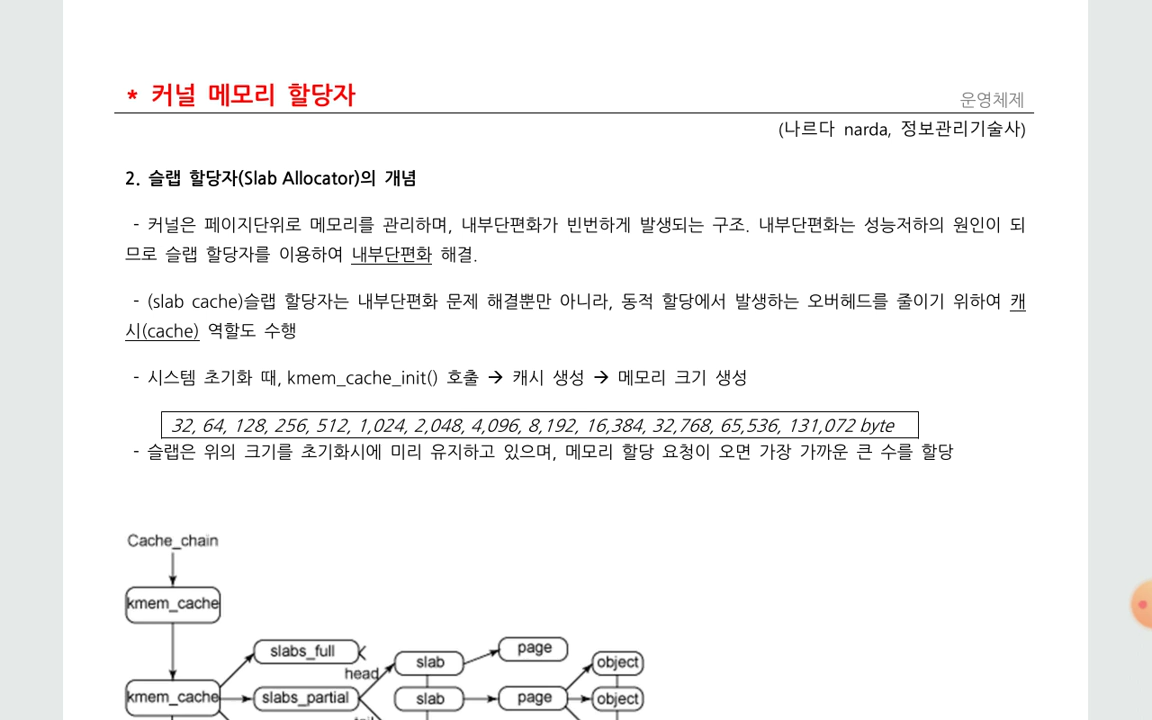 * 커널 메모리 할당자
운영체제
(나르다 narda, 정보관리기술사)
2. 슬랩 할당자(Slab Allocator)의 개념
- 커널은 페이지단위로 메모리를 관리하며, 내부단편화가 빈번하게 발생되는 구조. 내부단편화는 성능저하의 원인이 되
므로 슬랩 할당자를 이용하여 내부단편화 해결.
- (slab cache)슬랩 할당자는 내부단편화 문제 해결뿐만 아니라, 동적 할당에서 발생하는 오버헤드를 줄이기 위하여 캐
시(cache) 역할도 수행
- 시스템 초기화 때, kmem_cache_init() 호출 → 캐시 생성 → 메모리 크기 생성
32, 64, 128, 256, 512, 1,024, 2,048, 4,096, 8,192, 16,384, 32,768, 65,536, 131,072 byte
- 슬랩은 위의 크기를 초기화시에 미리 유지하고 있으며, 메모리 할당 요청이 오면 가장 가까운 큰 수를 할당
Cache_chain
kmem_cache
slabs_full
head
slab
page
object
kmem_cache
slabs_partial
slab
page
object